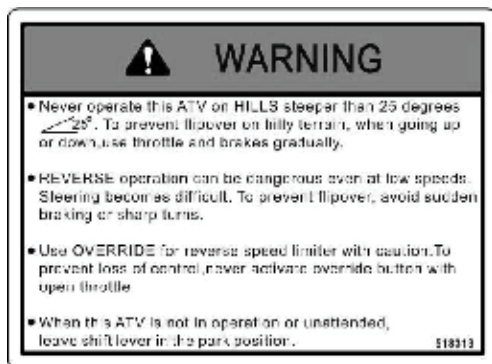 WARNING
• Never operate this ATV on HILLS steeper than 25 degrees
25°. To prevent flipover on hilly terrain, when going up
or down,use throttle and brakes gradually.
• REVERSE operation can be dangerous even at low speeds.
Steering becomes difficult. To prevent flipover, avoid sudden
braking or sharp turns.
• Use OVERRIDE for reverse speed limiter with caution.To
prevent loss of control,never activate override button with
open throttle
• When this ATV is not in operation or unattended,
leave shift lever in the park position.
518313